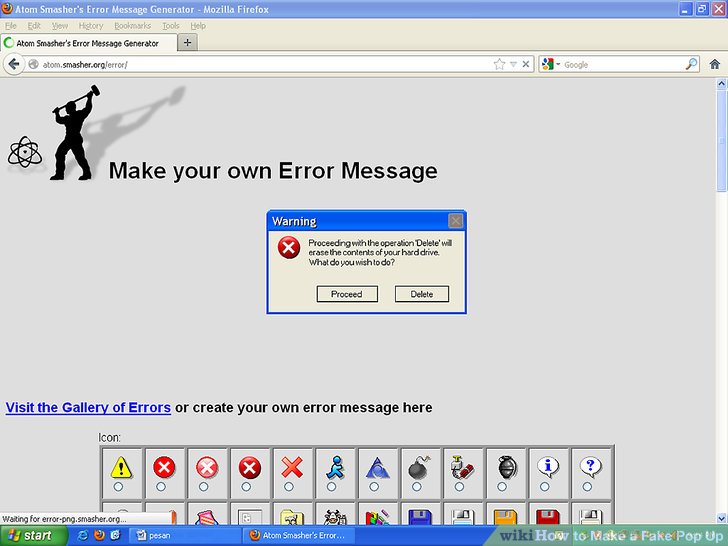 Atom Smasher's Error Message Generator - Mozilla Firefox
File Edit View History Bookmarks Tools Help
Atom Smasher's Error Message Generator
atom.smasher.org/error/
Google
Make your own Error Message
Warning
Proceeding with the operation 'Delete' will
erase the contents of your hard drive.
What do you wish to do?
Proceed Delete
Visit the Gallery of Errors or create your own error message here
Icon:
Waiting for error-png.smasher.org...
start
pesan
Atom Smasher's Error...
wikiHow to Make a Fake Pop Up